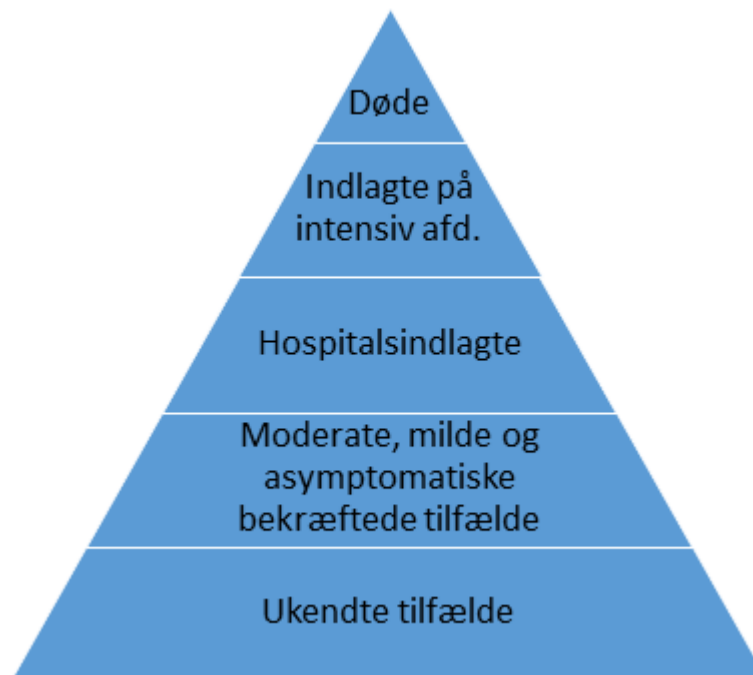 Døde
Indlagte på
intensiv afd.
Hospitalsindlagte
Moderate, milde og
asymptomatiske
bekræftede tilfælde
Ukendte tilfælde